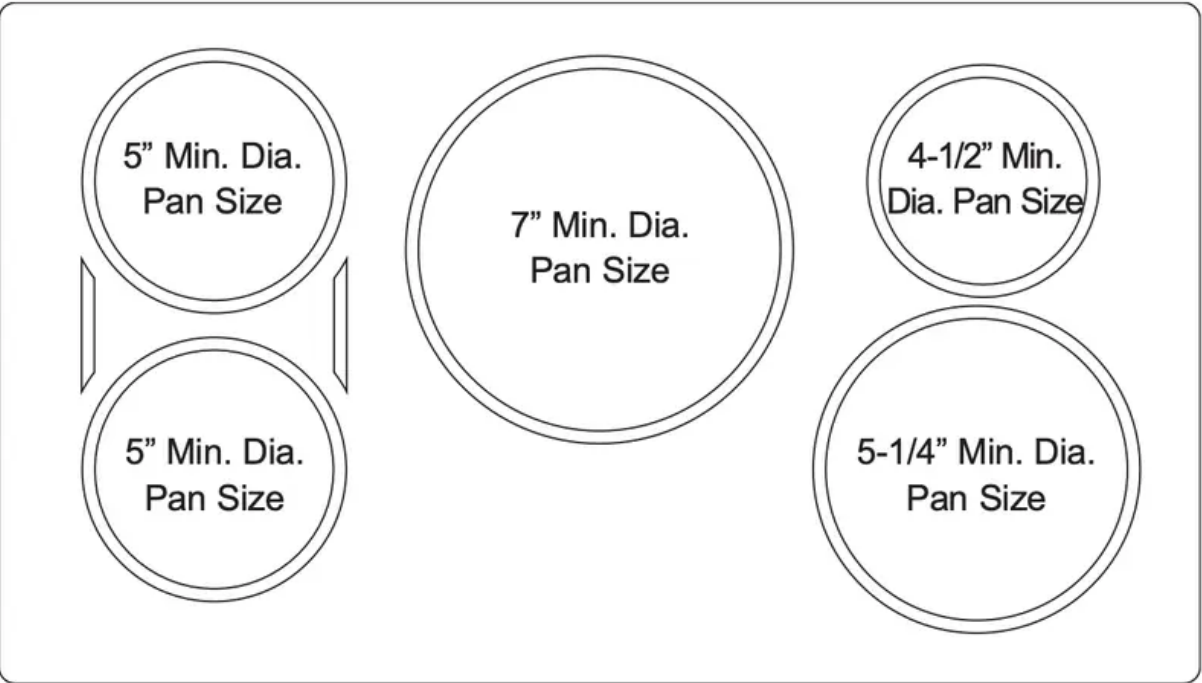 5” Min. Dia.
Pan Size
7” Min. Dia.
Pan Size
4-1/2” Min.
Dia. Pan Size
5” Min. Dia.
Pan Size
5-1/4” Min. Dia.
Pan Size